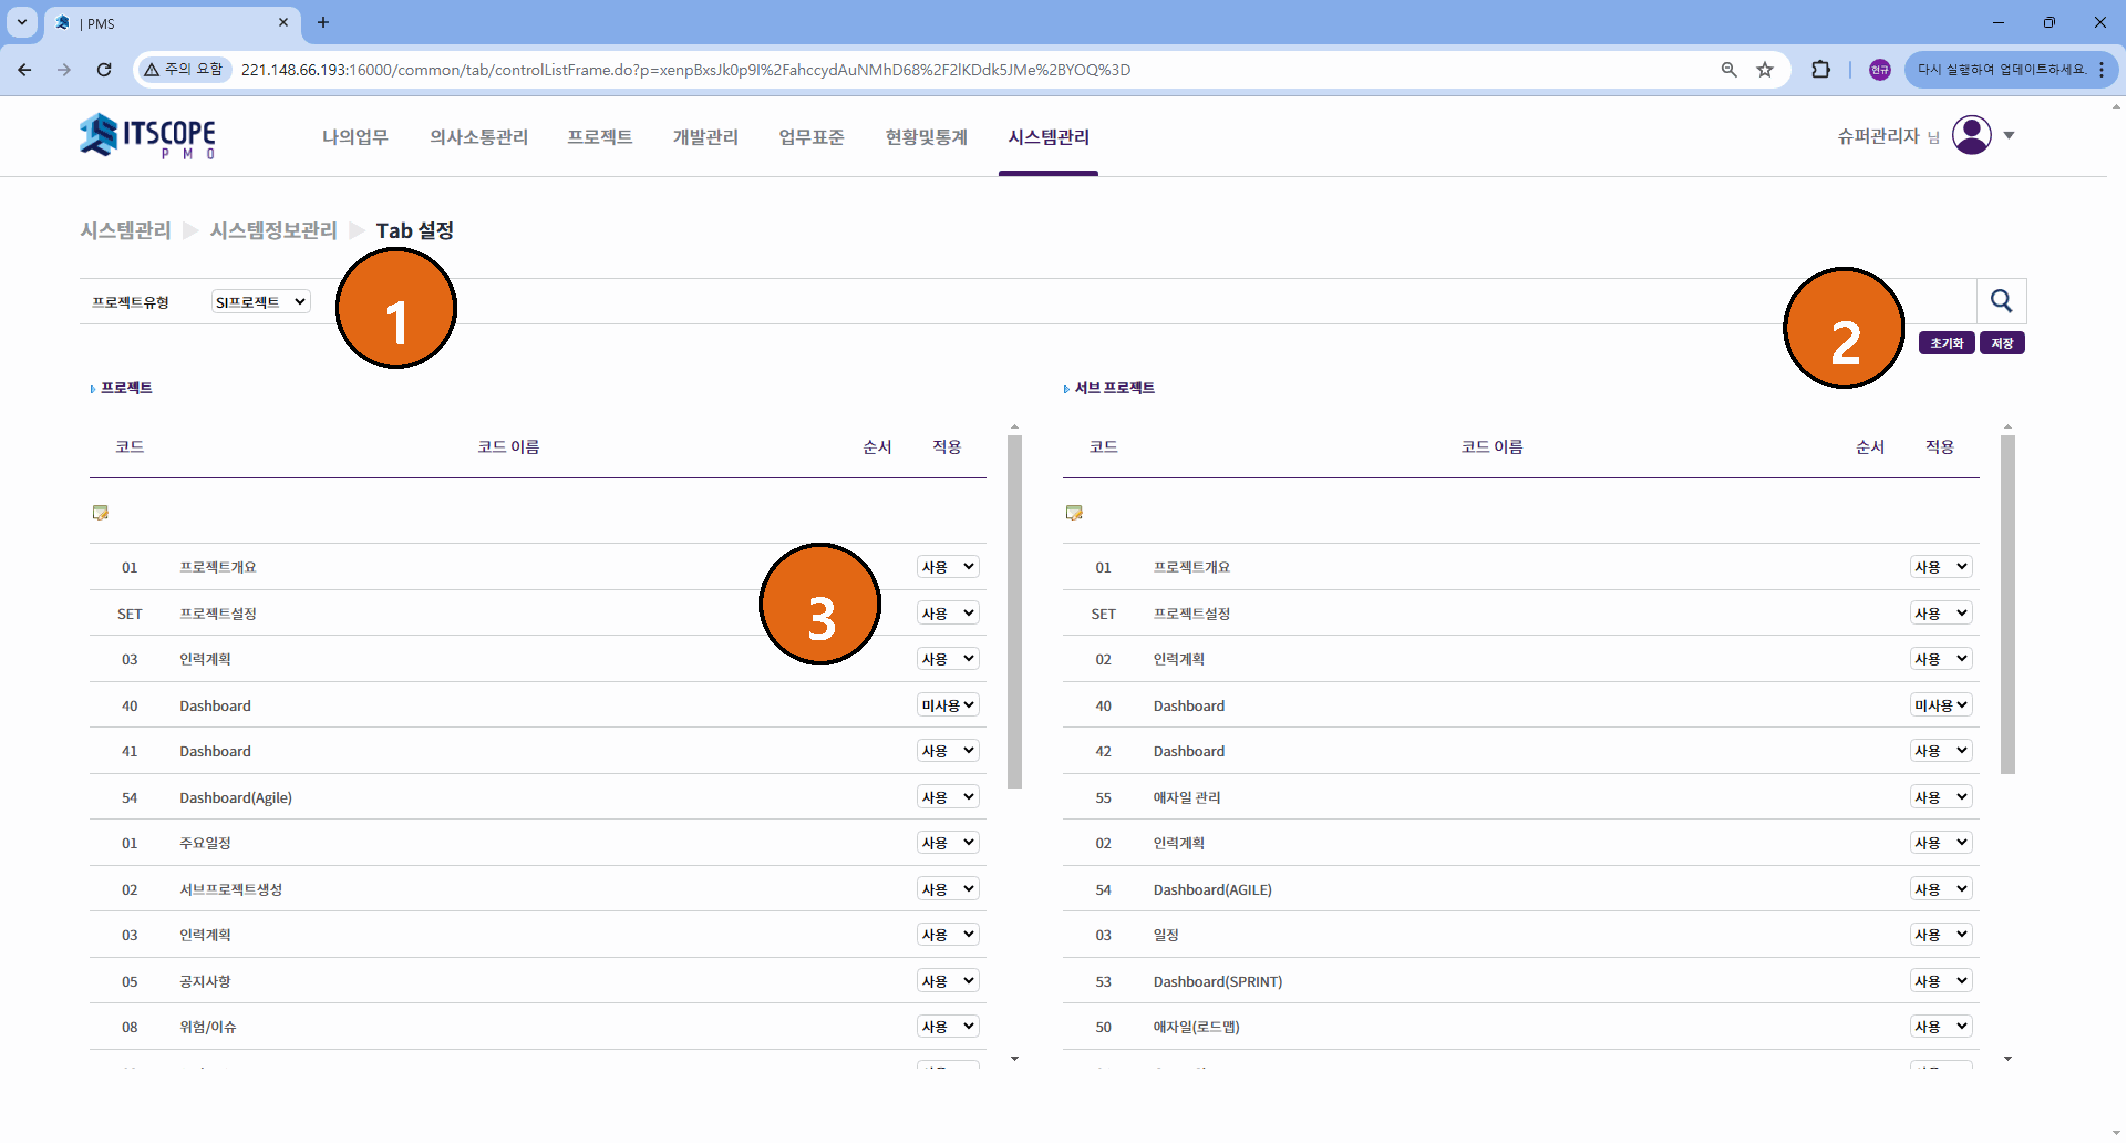 | PMS
주의 요함 221.148.66.193:16000/common/tab/controlListFrame.do?p=xenpBxsJk0p9I%2FahccydAuNMhD68%2F2lKDdk5JMe%2BYOQ%3D 현규 다시 실행하여 업데이트하세요.
ITSCOPE
PMO
나의업무 의사소통관리 프로젝트 개발관리 업무표준 현황및통계 시스템관리 슈퍼관리자 님
시스템관리 시스템정보관리 Tab 설정
프로젝트유형 SI프로젝트 1
2 초기화 저장
프로젝트 서브 프로젝트
코드 코드 이름 순서 적용 코드 코드 이름 순서 적용
01 프로젝트개요 사용 01 프로젝트개요 사용
3
SET 프로젝트설정 사용 SET 프로젝트설정 사용
03 인력계획 사용 02 인력계획 사용
40 Dashboard 미사용 40 Dashboard 미사용
41 Dashboard 사용 42 Dashboard 사용
54 Dashboard(Agile) 사용 55 애자일 관리 사용
01 주요일정 사용 02 인력계획 사용
02 서브프로젝트생성 사용 54 Dashboard(AGILE) 사용
03 인력계획 사용 03 일정 사용
05 공지사항 사용 53 Dashboard(SPRINT) 사용
08 위험/이슈 사용 50 애자일(로드맵) 사용